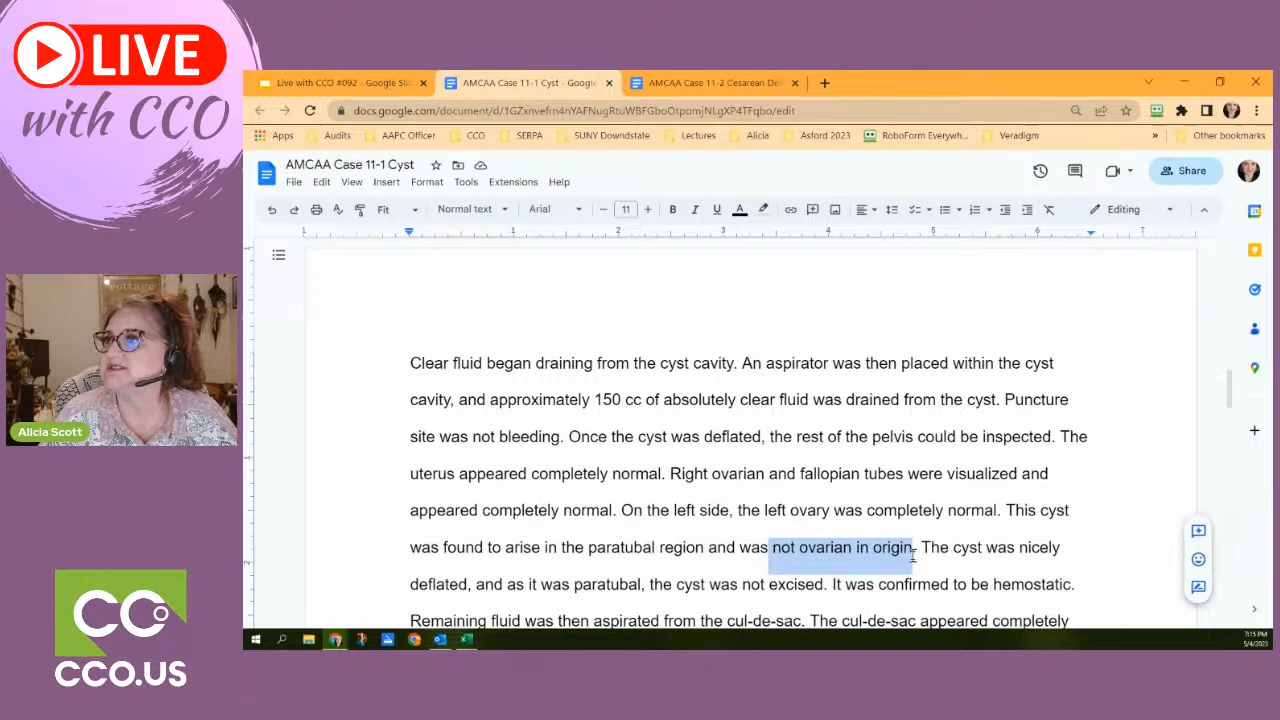 LIVE
with CCO
Alicia Scott
CCO
CCO.US
Live with CCO #092 - Google Slid
AMCAA Case 11-1 Cyst - Google
AMCAA Case 11-2 Cesarean Del
docs.google.com/document/d/1GZxnvefrn4nYAFNugRtuWBFGboOtpomjNLgXP4TFqbo/edit
Apps
Audits
AAPC Officer
CCO
SERPA
SUNY Downstate
Lectures
Alicia
Asford 2023
RoboForm Everywh...
Veradigm
»
Other bookmarks
AMCAA Case 11-1 Cyst
File Edit View Insert Format Tools Extensions Help
Share
Fit Normal text Arial 11 B I U A Editing
1 1 2 3 4 5 6 7
Clear fluid began draining from the cyst cavity. An aspirator was then placed within the cyst
cavity, and approximately 150 cc of absolutely clear fluid was drained from the cyst. Puncture
site was not bleeding. Once the cyst was deflated, the rest of the pelvis could be inspected. The
uterus appeared completely normal. Right ovarian and fallopian tubes were visualized and
appeared completely normal. On the left side, the left ovary was completely normal. This cyst
was found to arise in the paratubal region and was not ovarian in origin. The cyst was nicely
deflated, and as it was paratubal, the cyst was not excised. It was confirmed to be hemostatic.
Remaining fluid was then aspirated from the cul-de-sac. The cul-de-sac appeared completely
7:15 PM
5/4/2023